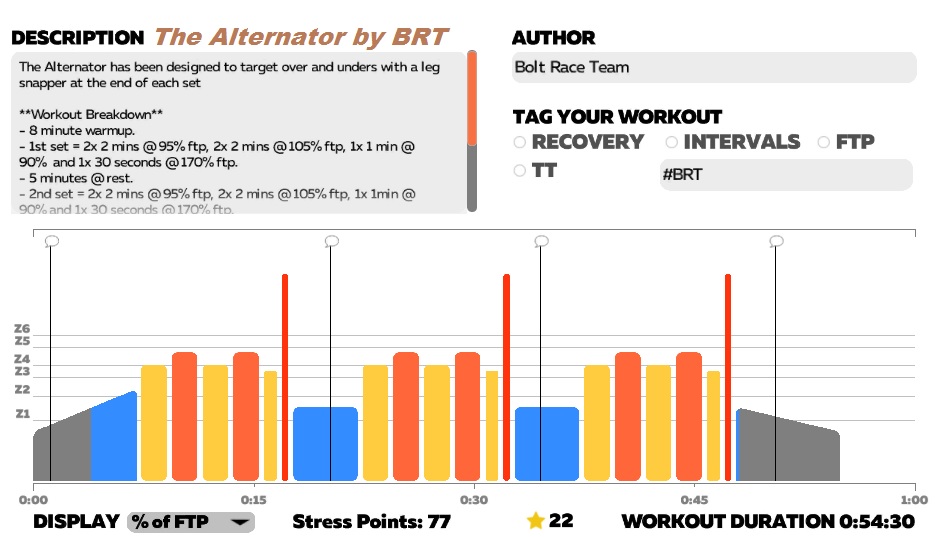 DESCRIPTION The Alternator by BRT
The Alternator has been designed to target over and unders with a leg
snapper at the end of each set
**Workout Breakdown**
- 8 minute warmup.
- 1st set = 2x 2 mins @95% ftp, 2x 2 mins @105% ftp, 1x 1 min @
90% and 1x 30 seconds @170% ftp.
- 5 minutes @rest.
- 2nd set = 2x 2 mins @95% ftp, 2x 2 mins @105% ftp, 1x 1min @
90% and 1x 30 seconds @170% ftp.
AUTHOR
Bolt Race Team
TAG YOUR WORKOUT
RECOVERY INTERVALS FTP
TT #BRT
Z6
Z5
Z4
Z3
Z2
Z1
0:00 0:15 0:30 0:45 1:00
DISPLAY % of FTP Stress Points: 77 22 WORKOUT DURATION 0:54:30